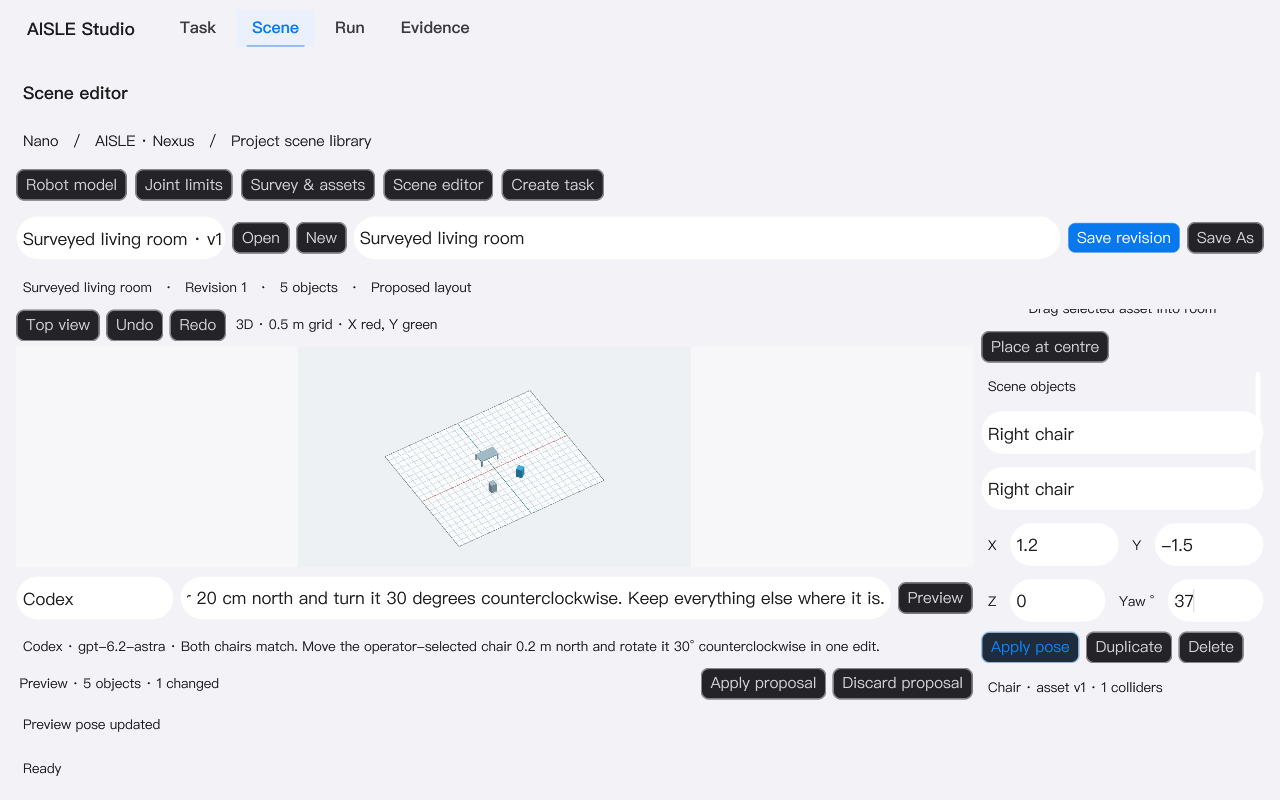 AISLE Studio Task Scene Run Evidence
Scene editor
Nano / AISLE · Nexus / Project scene library
Robot model Joint limits Survey & assets Scene editor Create task
Surveyed living room · v1 Open New Surveyed living room Save revision Save As
Surveyed living room · Revision 1 · 5 objects · Proposed layout
Drag selected asset into room
Top view Undo Redo 3D · 0.5 m grid · X red, Y green
Place at centre
Scene objects
Right chair
Right chair
X 1.2 Y −1.5
Z 0 Yaw ° 37
Apply pose Duplicate Delete
Chair · asset v1 · 1 colliders
Codex 20 cm north and turn it 30 degrees counterclockwise. Keep everything else where it is. Preview
Codex · gpt-6.2-astra · Both chairs match. Move the operator-selected chair 0.2 m north and rotate it 30° counterclockwise in one edit.
Preview · 5 objects · 1 changed Apply proposal Discard proposal
Preview pose updated
Ready